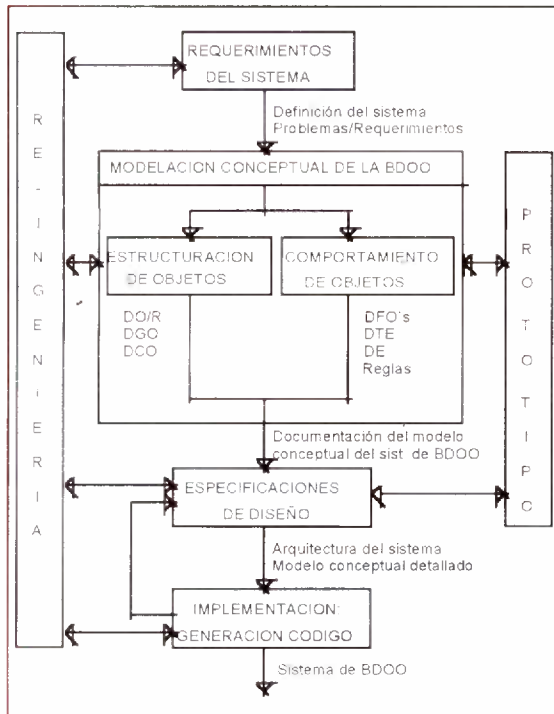 REQUERIMIENTOS
DEL SISTEMA
Definición del sistema
Problemas/Requerimientos
MODELACION CONCEPTUAL DE LA BDOO
ESTRUCTURACION
DE OBJETOS
COMPORTAMIENTO
DE OBJETOS
DO/R
DGO
DCO
DFO's
DTE
DE
Reglas
Documentación del modelo
conceptual del sist de BDOO
ESPECIFICACIONES
DE DISEÑO
Arquitectura del sistema
Modelo conceptual detallado
IMPLEMENTACION:
GENERACION CODIGO
Sistema de BDOO
R
E
-
I
N
G
E
N
I
E
R
I
A
P
R
O
T
O
T
I
P
O